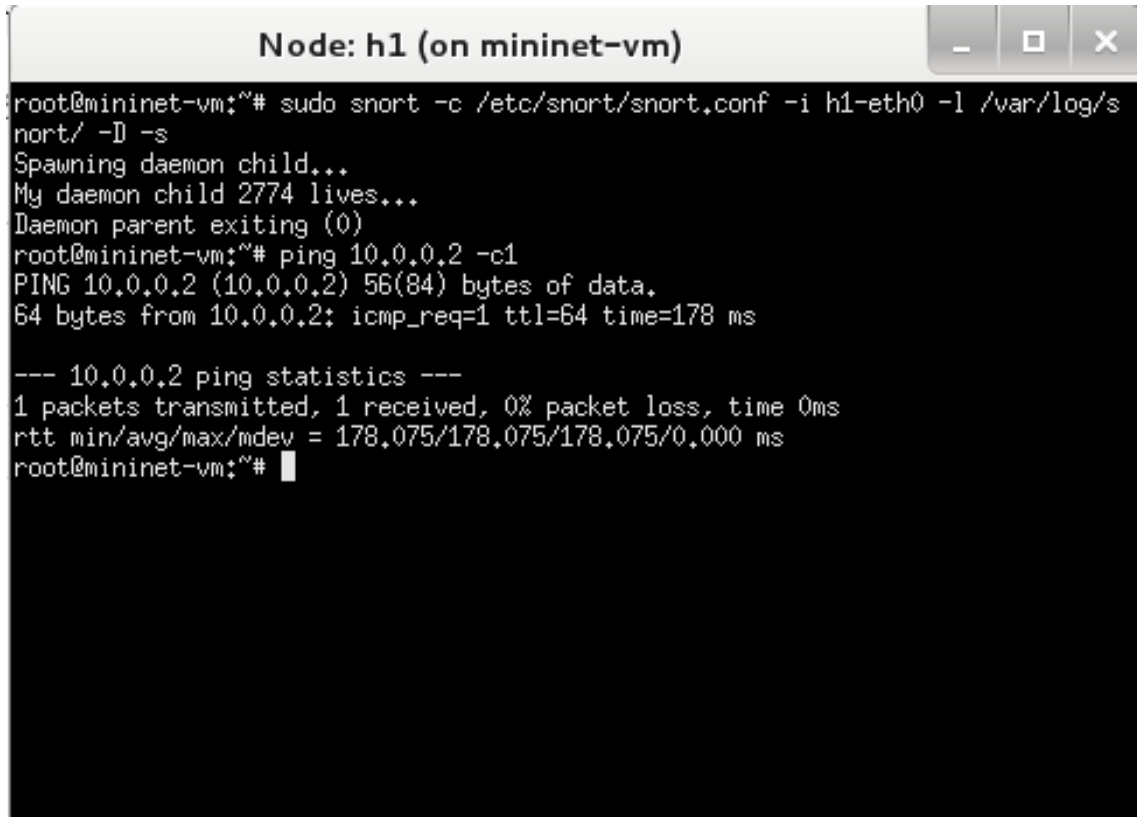 Node: h1 (on mininet-vm)
root@mininet-vm:~# sudo snort -c /etc/snort/snort.conf -i h1-eth0 -l /var/log/s
nort/ -D -s
Spawning daemon child...
My daemon child 2774 lives...
Daemon parent exiting (0)
root@mininet-vm:~# ping 10.0.0.2 -c1
PING 10.0.0.2 (10.0.0.2) 56(84) bytes of data.
64 bytes from 10.0.0.2: icmp_req=1 ttl=64 time=178 ms
--- 10.0.0.2 ping statistics ---
1 packets transmitted, 1 received, 0% packet loss, time 0ms
rtt min/avg/max/mdev = 178.075/178.075/178.075/0.000 ms
root@mininet-vm:~#